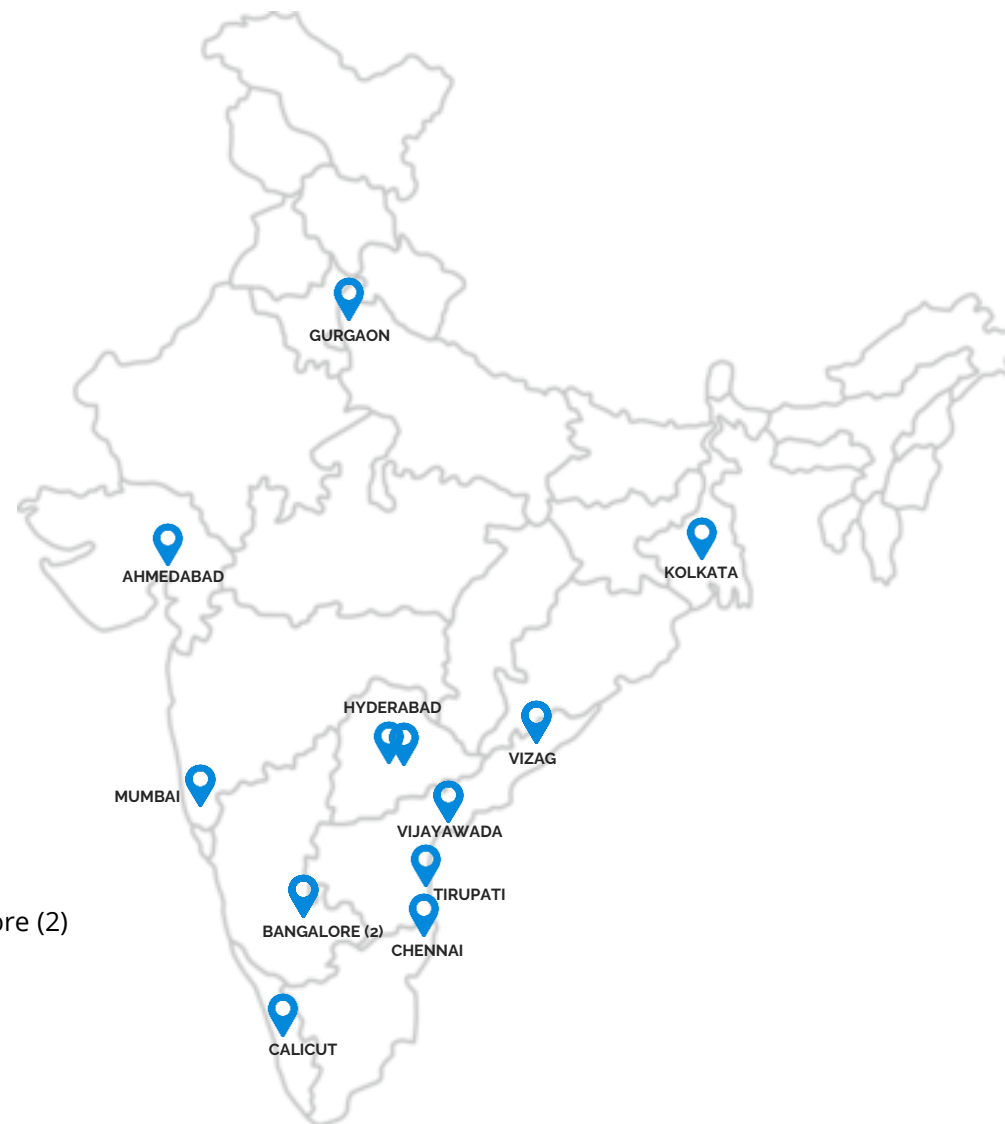 GURGAON
AHMEDABAD
KOLKATA
HYDERABAD
VIZAG
MUMBAI
VIJAYAWADA
TIRUPATI
ore (2)
BANGALORE (2)
CHENNAI
CALICUT